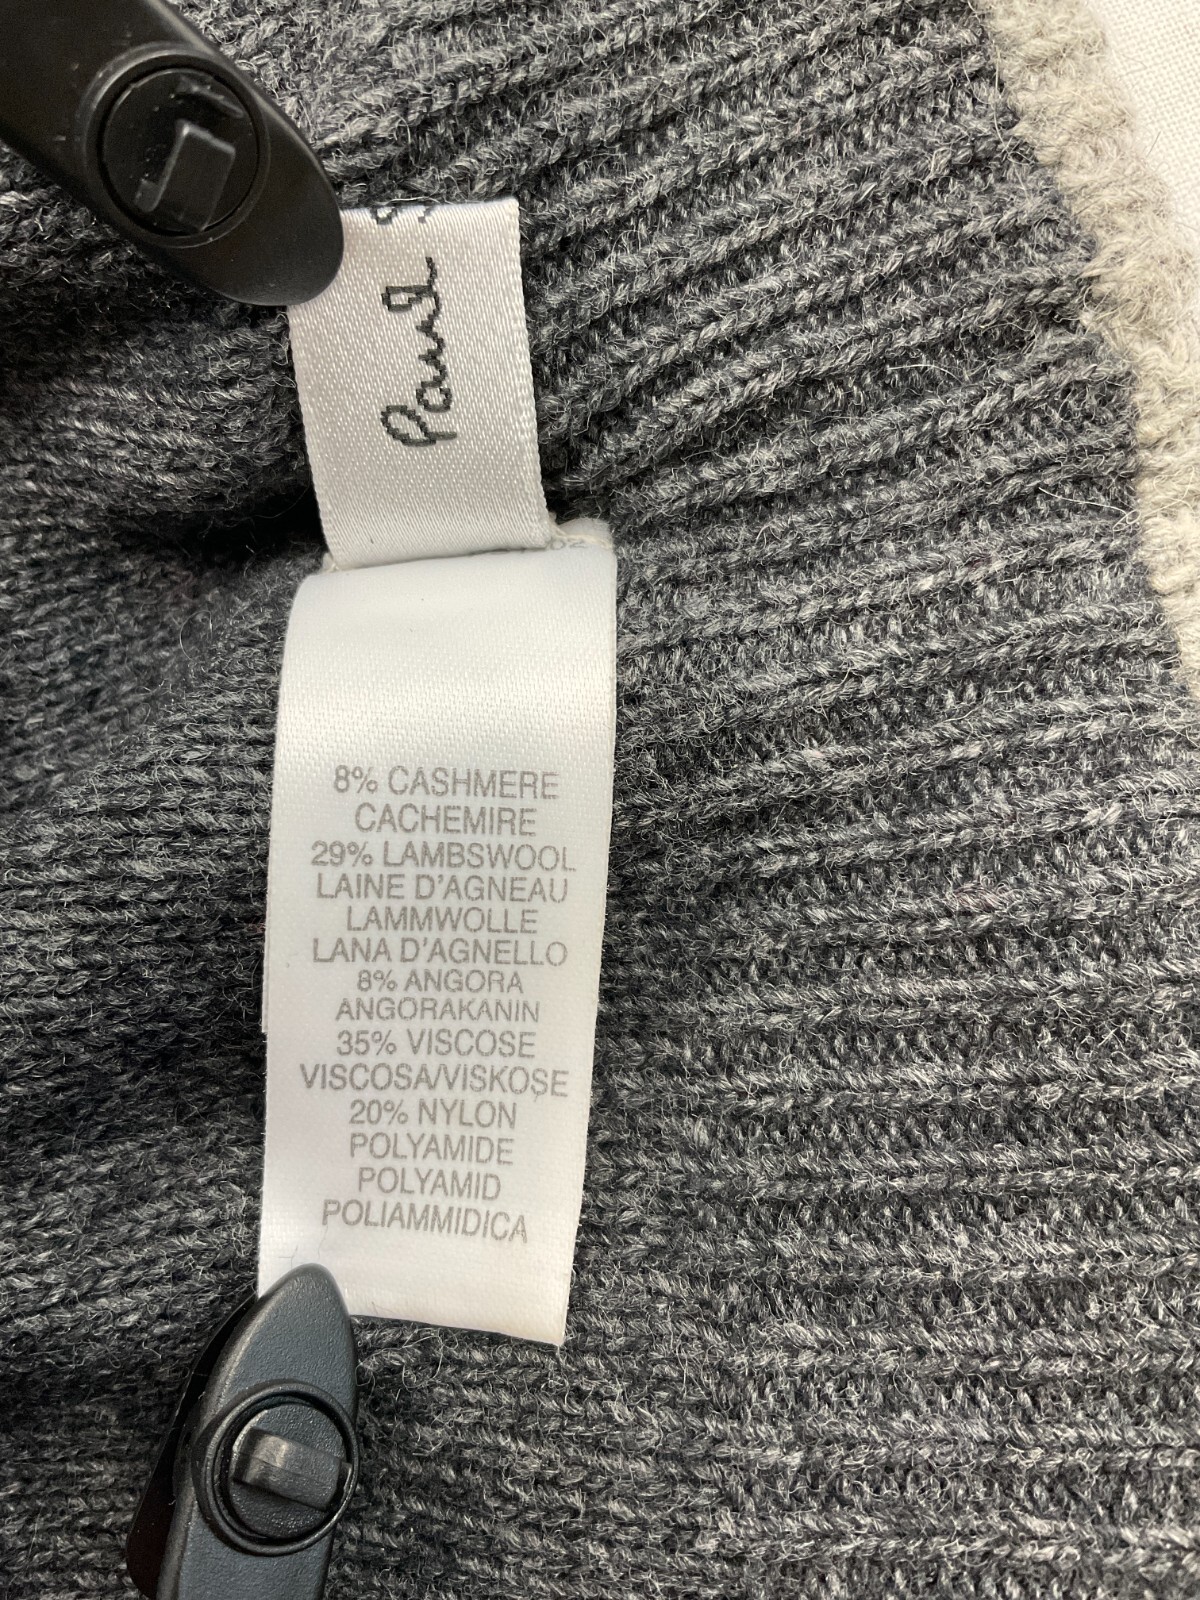 Paul
8% CASHMERE
CACHEMIRE
29% LAMBSWOOL
LAINE D'AGNEAU
LAMMWOLLE
LANA D'AGNELLO
8% ANGORA
ANGORAKANIN
35% VISCOSE
VISCOSA/VISKOSE
20% NYLON
POLYAMIDE
POLYAMID
POLIAMMIDICA